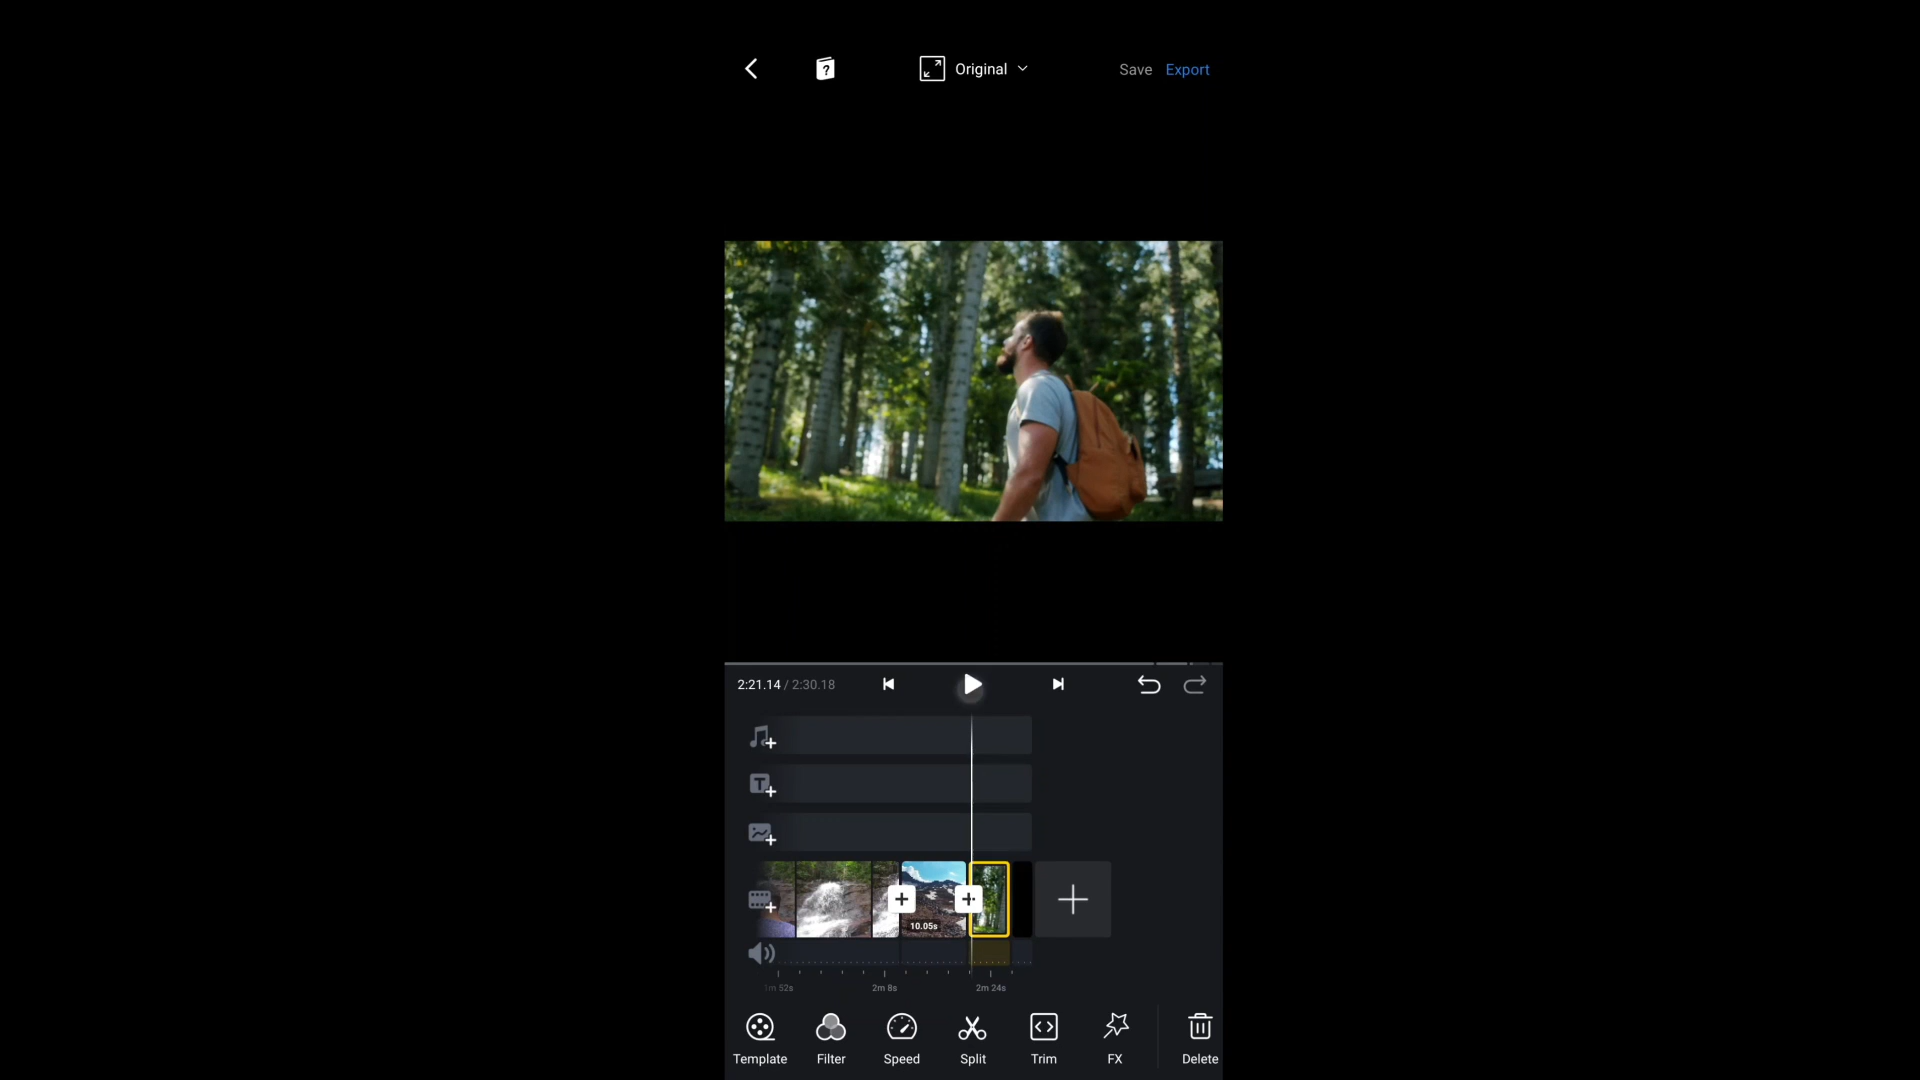 Original
Save Export
2:21.14 / 2:30.18
10.05s
1m 52s 2m 8s 2m 24s
Template Filter Speed Split Trim FX Delete